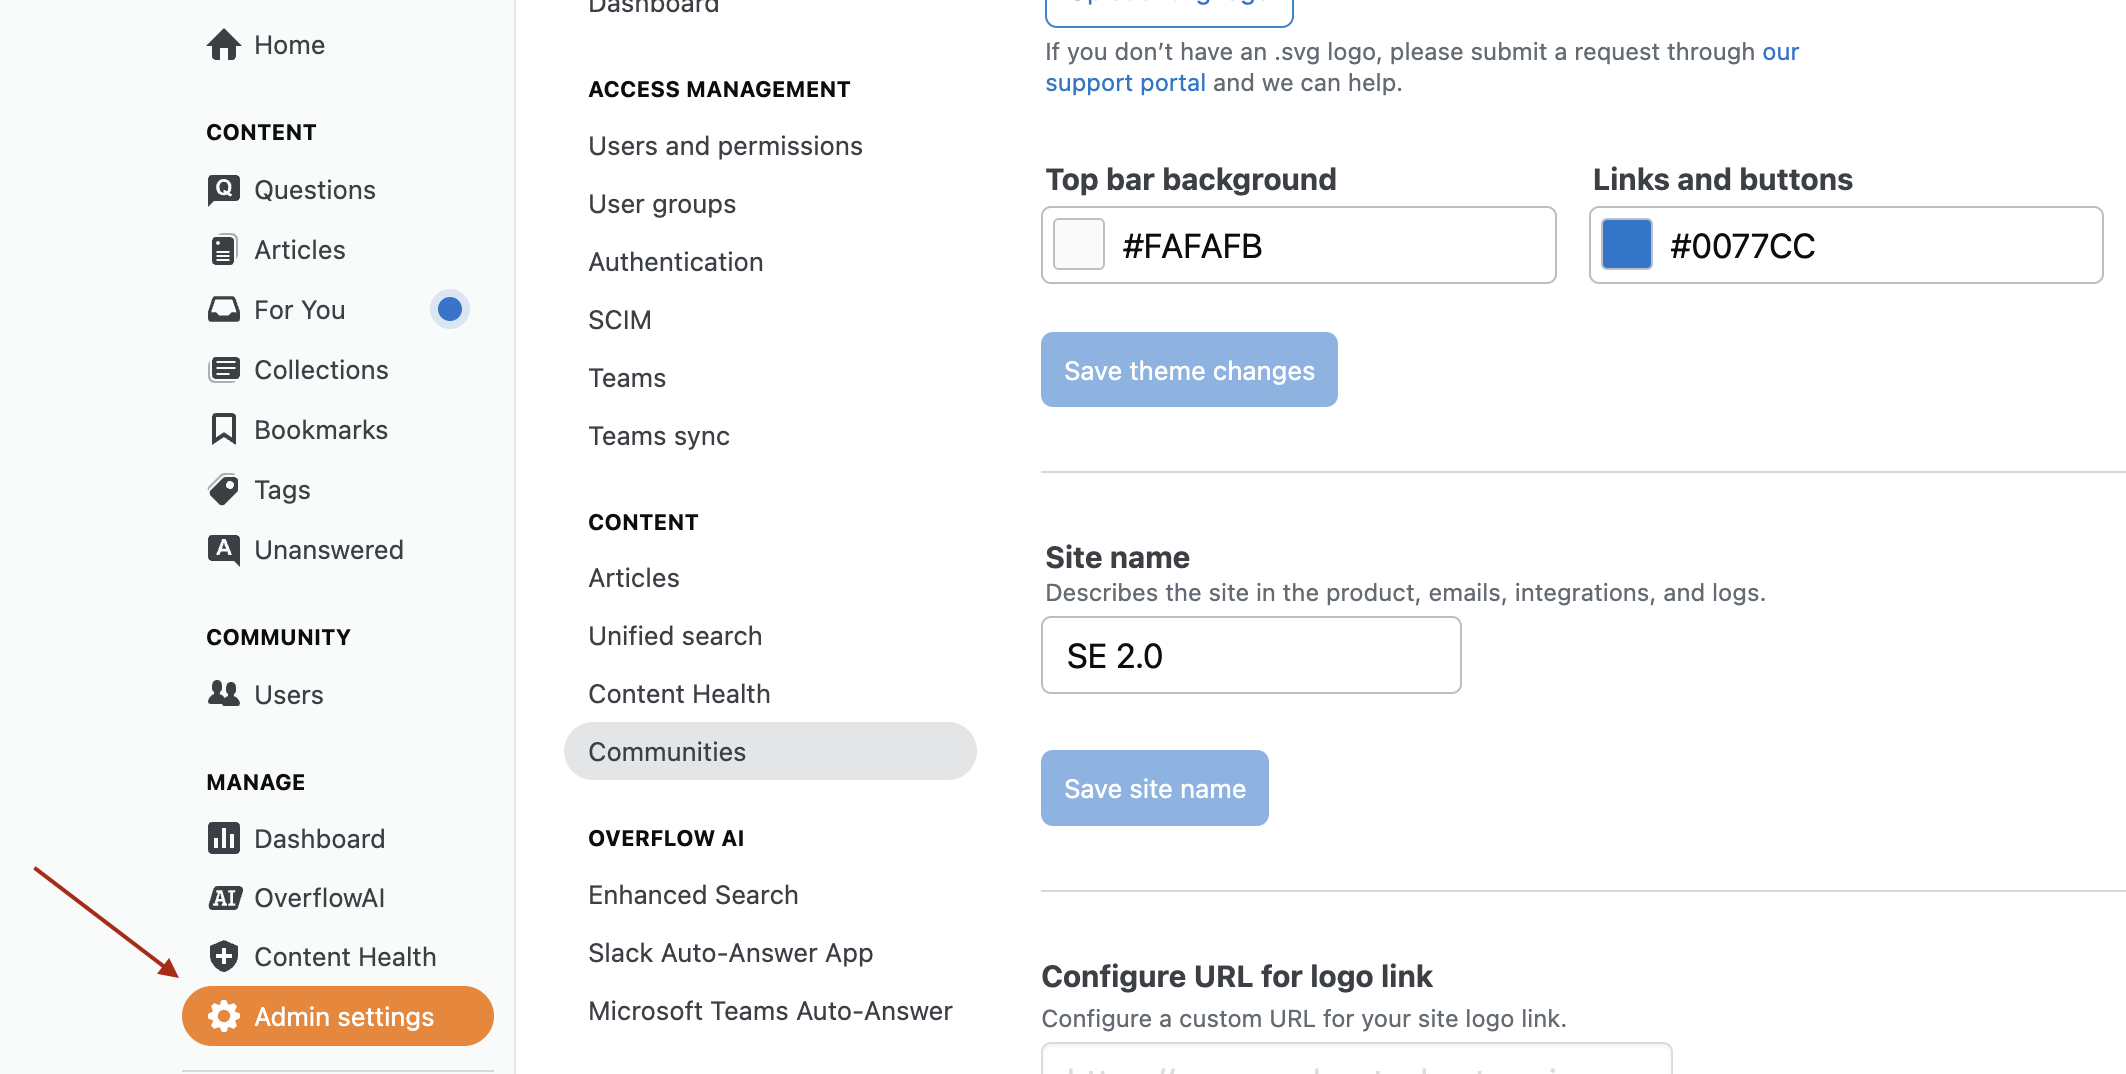 Home
CONTENT
Questions
Articles
For You
Collections
Bookmarks
Tags
Unanswered
COMMUNITY
Users
MANAGE
Dashboard
OverflowAI
Content Health
Admin settings
Dashboard
ACCESS MANAGEMENT
Users and permissions
User groups
Authentication
SCIM
Teams
Teams sync
CONTENT
Articles
Unified search
Content Health
Communities
OVERFLOW AI
Enhanced Search
Slack Auto-Answer App
Microsoft Teams Auto-Answer
If you don’t have an .svg logo, please submit a request through our
support portal and we can help.
Top bar background
#FAFAFB
Links and buttons
#0077CC
Save theme changes
Site name
Describes the site in the product, emails, integrations, and logs.
SE 2.0
Save site name
Configure URL for logo link
Configure a custom URL for your site logo link.